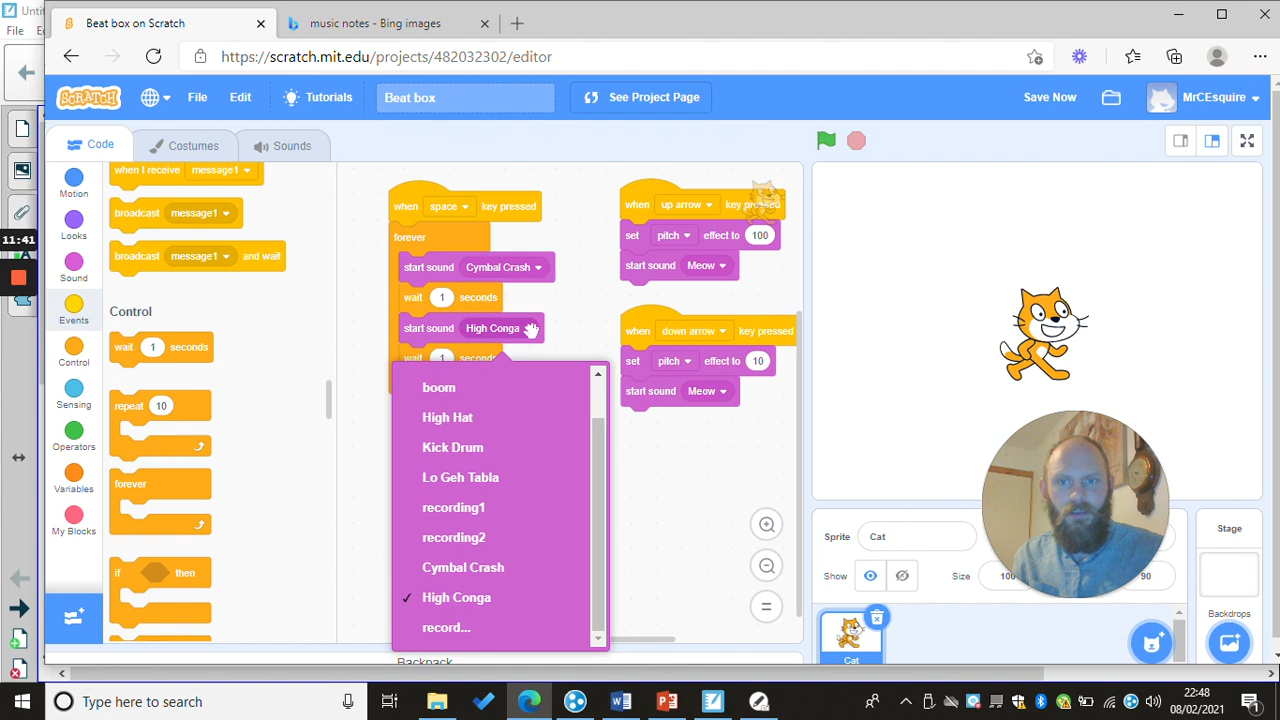 Untit
Beat box on Scratch
music notes - Bing images
File
https://scratch.mit.edu/projects/482032302/editor
SCRATCH
File
Edit
Tutorials
Beat box
See Project Page
Save Now
MrCEsquire
Code
Costumes
Sounds
Motion
Looks
Sound
Events
Control
Sensing
Operators
Variables
My Blocks
11:41
when I receive message1
broadcast message1
broadcast message1 and wait
Control
wait 1 seconds
repeat 10
forever
if then
when space key pressed
forever
start sound Cymbal Crash
wait 1 seconds
start sound High Conga
wait 1 seconds
boom
High Hat
Kick Drum
Lo Geh Tabla
recording1
recording2
Cymbal Crash
✓ High Conga
record...
when up arrow key pressed
set pitch effect to 100
start sound Meow
when down arrow key pressed
set pitch effect to 10
start sound Meow
Sprite Cat
Show
Size 100
90
Cat
Stage
Backdrops
Backpack
Type here to search
22:48
08/02/2021
1